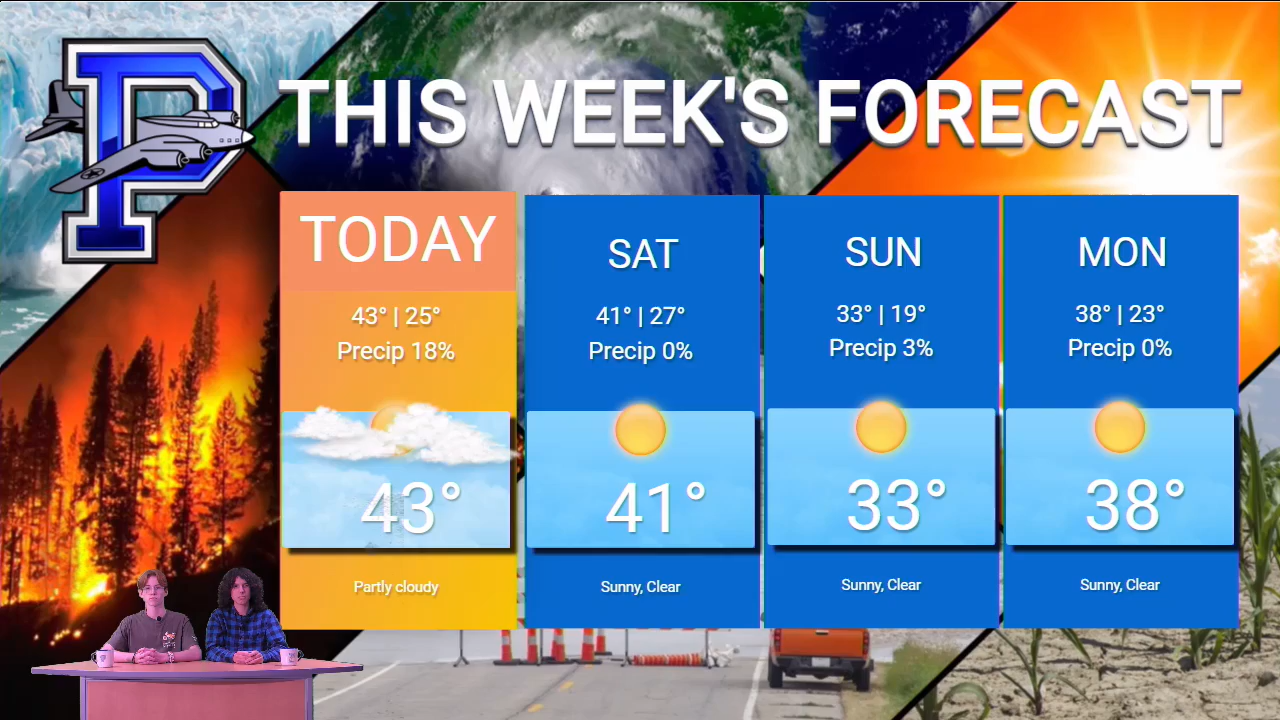 P
THIS WEEK'S FORECAST
TODAY
43° | 25°
Precip 18%
43°
Partly cloudy
SAT
41° | 27°
Precip 0%
41°
Sunny, Clear
SUN
33° | 19°
Precip 3%
33°
Sunny, Clear
MON
38° | 23°
Precip 0%
38°
Sunny, Clear